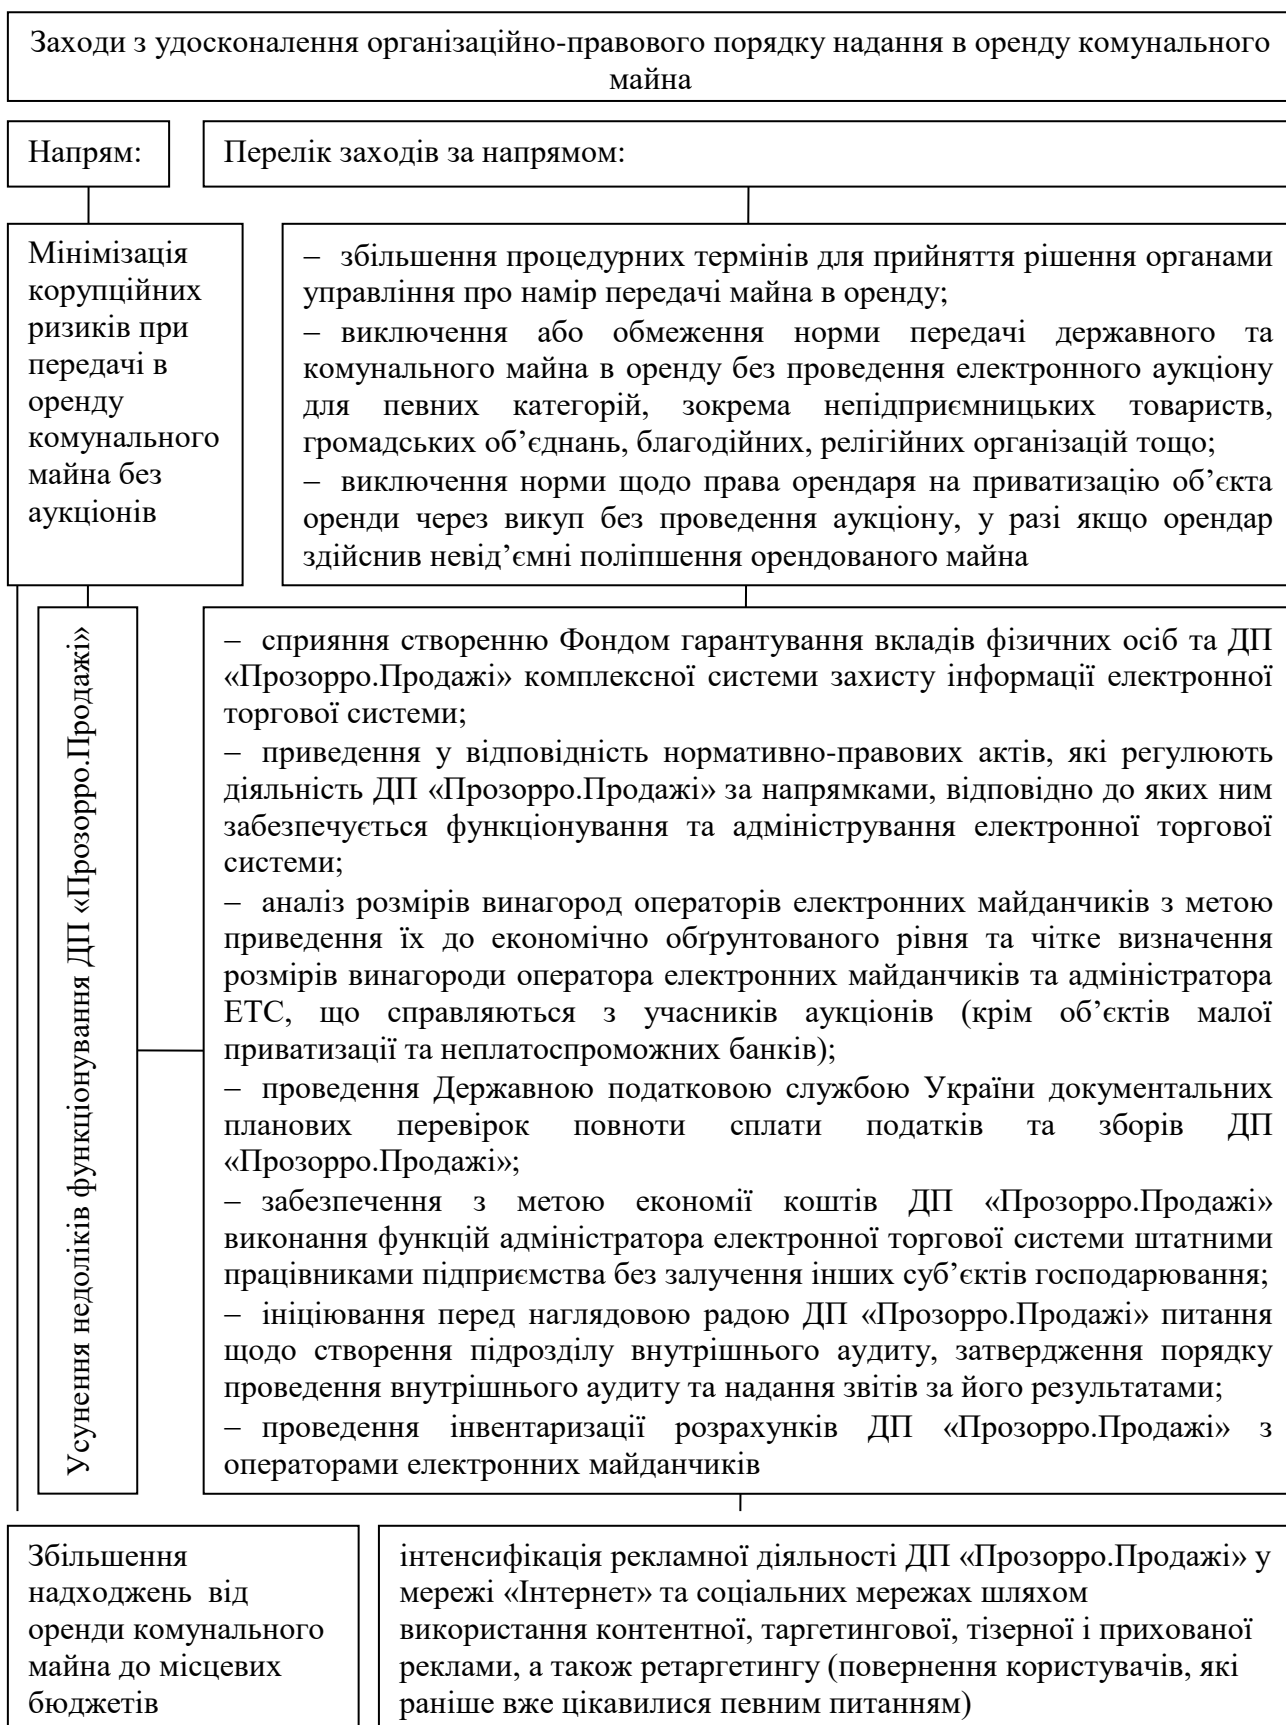 Заходи з удосконалення організаційно-правового порядку надання в оренду комунального
майна
Напрям:
Перелік заходів за напрямом:
Мінімізація
корупційних
ризиків при
передачі в
оренду
комунального
майна без
аукціонів
– збільшення процедурних термінів для прийняття рішення органами
управління про намір передачі майна в оренду;
– виключення або обмеження норми передачі державного та
комунального майна в оренду без проведення електронного аукціону
для певних категорій, зокрема непідприємницьких товариств,
громадських об’єднань, благодійних, релігійних організацій тощо;
– виключення норми щодо права орендаря на приватизацію об’єкта
оренди через викуп без проведення аукціону, у разі якщо орендар
здійснив невід’ємні поліпшення орендованого майна
Усунення недоліків функціонування ДП «Прозорро.Продажі»
– сприяння створенню Фондом гарантування вкладів фізичних осіб та ДП
«Прозорро.Продажі» комплексної системи захисту інформації електронної
торгової системи;
– приведення у відповідність нормативно-правових актів, які регулюють
діяльність ДП «Прозорро.Продажі» за напрямками, відповідно до яких ним
забезпечується функціонування та адміністрування електронної торгової
системи;
– аналіз розмірів винагород операторів електронних майданчиків з метою
приведення їх до економічно обґрунтованого рівня та чітке визначення
розмірів винагороди оператора електронних майданчиків та адміністратора
ЕТС, що справляються з учасників аукціонів (крім об’єктів малої
приватизації та неплатоспроможних банків);
– проведення Державною податковою службою України документальних
планових перевірок повноти сплати податків та зборів ДП
«Прозорро.Продажі»;
– забезпечення з метою економії коштів ДП «Прозорро.Продажі»
виконання функцій адміністратора електронної торгової системи штатними
працівниками підприємства без залучення інших суб’єктів господарювання;
– ініціювання перед наглядовою радою ДП «Прозорро.Продажі» питання
щодо створення підрозділу внутрішнього аудиту, затвердження порядку
проведення внутрішнього аудиту та надання звітів за його результатами;
– проведення інвентаризації розрахунків ДП «Прозорро.Продажі» з
операторами електронних майданчиків
Збільшення
надходжень від
оренди комунального
майна до місцевих
бюджетів
інтенсифікація рекламної діяльності ДП «Прозорро.Продажі» у
мережі «Інтернет» та соціальних мережах шляхом
використання контентної, таргетингової, тізерної і прихованої
реклами, а також ретаргетингу (повернення користувачів, які
раніше вже цікавилися певним питанням)